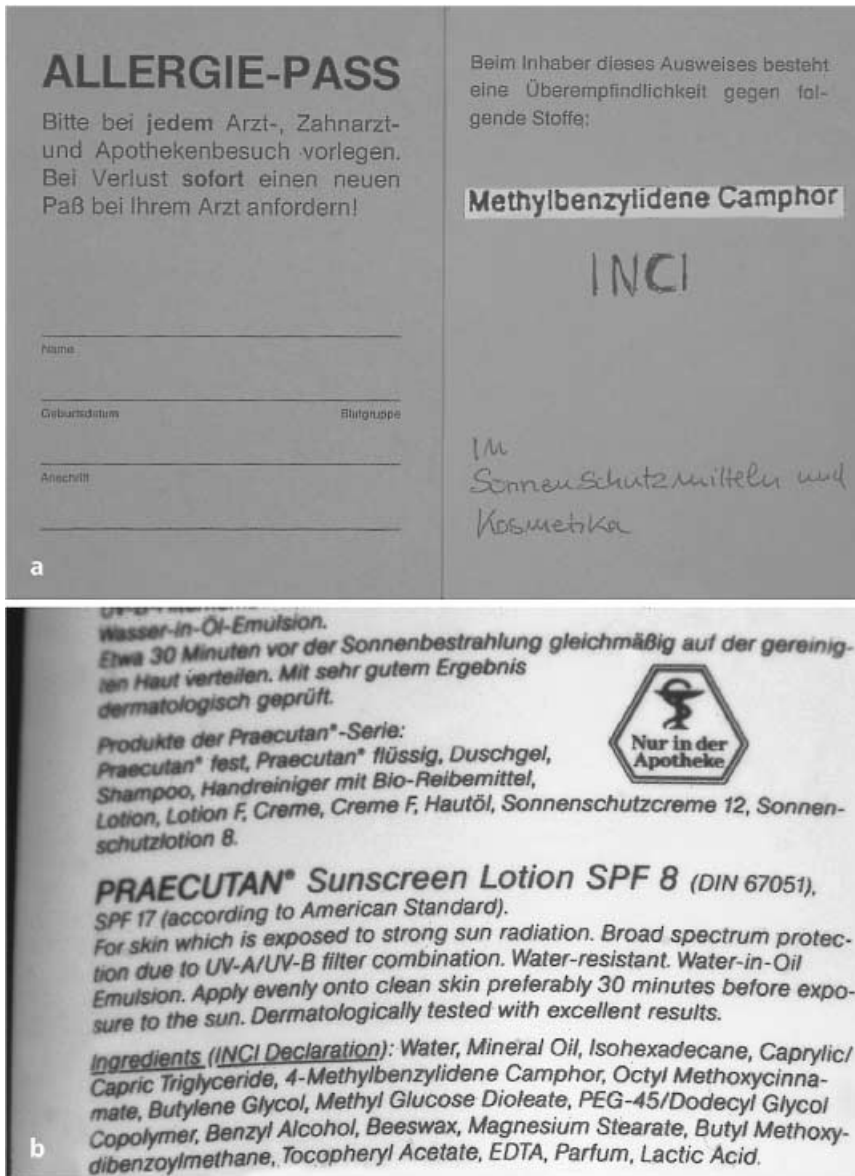 ALLERGIE-PASS
Bitte bei jedem Arzt-, Zahnarzt-
und Apothekenbesuch vorlegen.
Bei Verlust sofort einen neuen
Paß bei Ihrem Arzt anfordern!
Name
Geburtsdatum Blutgruppe
Anschrift
a
Beim Inhaber dieses Ausweises besteht
eine Überempfindlichkeit gegen fol-
gende Stoffe:
Methylbenzylidene Camphor
INCI
IM
Sonnenschutzmitteln und
Kosmetika
Wasser-in-Öl-Emulsion.
Etwa 30 Minuten vor der Sonnenbestrahlung gleichmäßig auf der gereinig-
ten Haut verteilen. Mit sehr gutem Ergebnis
dermatologisch geprüft.
Produkte der Praecutan®-Serie:
Praecutan® fest, Praecutan® flüssig, Duschgel,
Shampoo, Handreiniger mit Bio-Reibemittel,
Lotion, Lotion F, Creme, Creme F, Hautöl, Sonnenschutzcreme 12, Sonnen-
schutzlotion 8.
Nur in der
Apotheke
PRAECUTAN® Sunscreen Lotion SPF 8 (DIN 67051),
SPF 17 (according to American Standard).
For skin which is exposed to strong sun radiation. Broad spectrum protec-
tion due to UV-A/UV-B filter combination. Water-resistant. Water-in-Oil
Emulsion. Apply evenly onto clean skin preferably 30 minutes before expo-
sure to the sun. Dermatologically tested with excellent results.
Ingredients (INCI Declaration): Water, Mineral Oil, Isohexadecane, Caprylic/
Capric Triglyceride, 4-Methylbenzylidene Camphor, Octyl Methoxycinna-
mate, Butylene Glycol, Methyl Glucose Dioleate, PEG-45/Dodecyl Glycol
Copolymer, Benzyl Alcohol, Beeswax, Magnesium Stearate, Butyl Methoxy-
dibenzoylmethane, Tocopheryl Acetate, EDTA, Parfum, Lactic Acid.
b